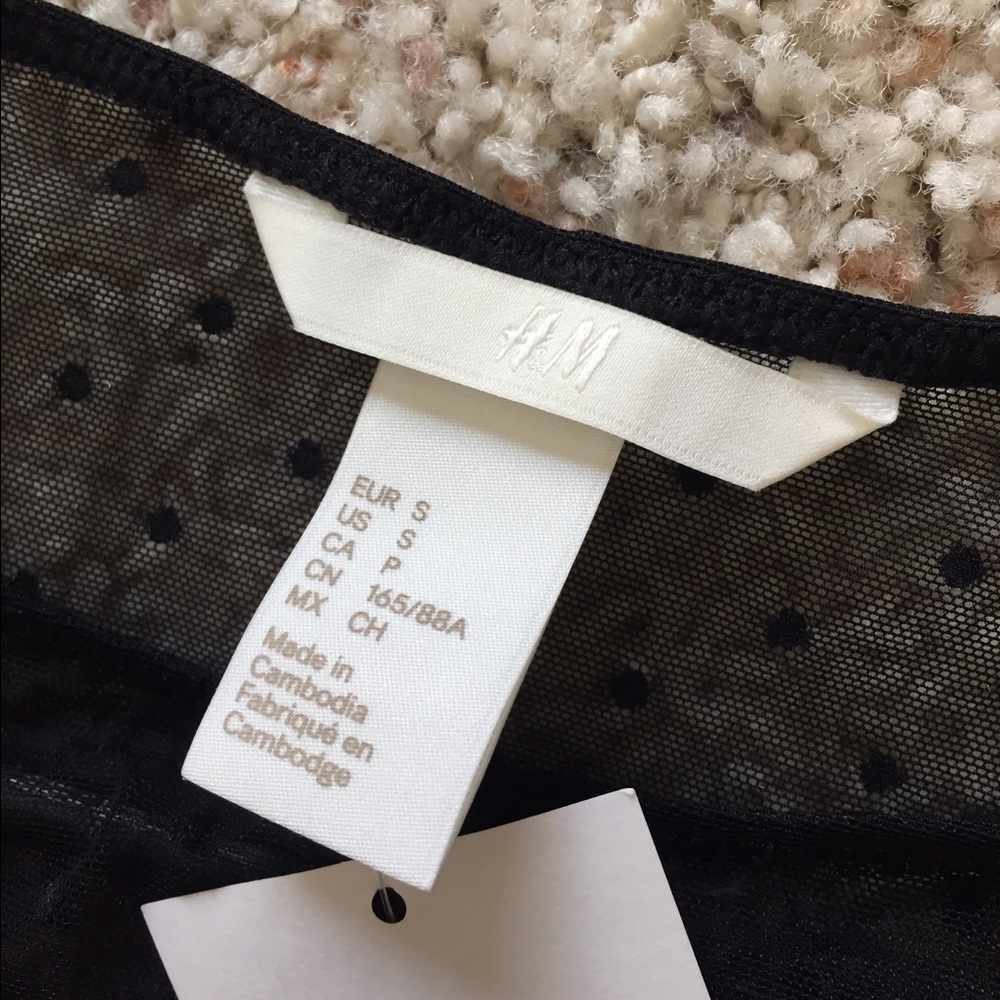 H&M
EUR S
US S
CA P
CN 165/88A
MX CH
Made in
Cambodia
Fabriqué en
Cambodge